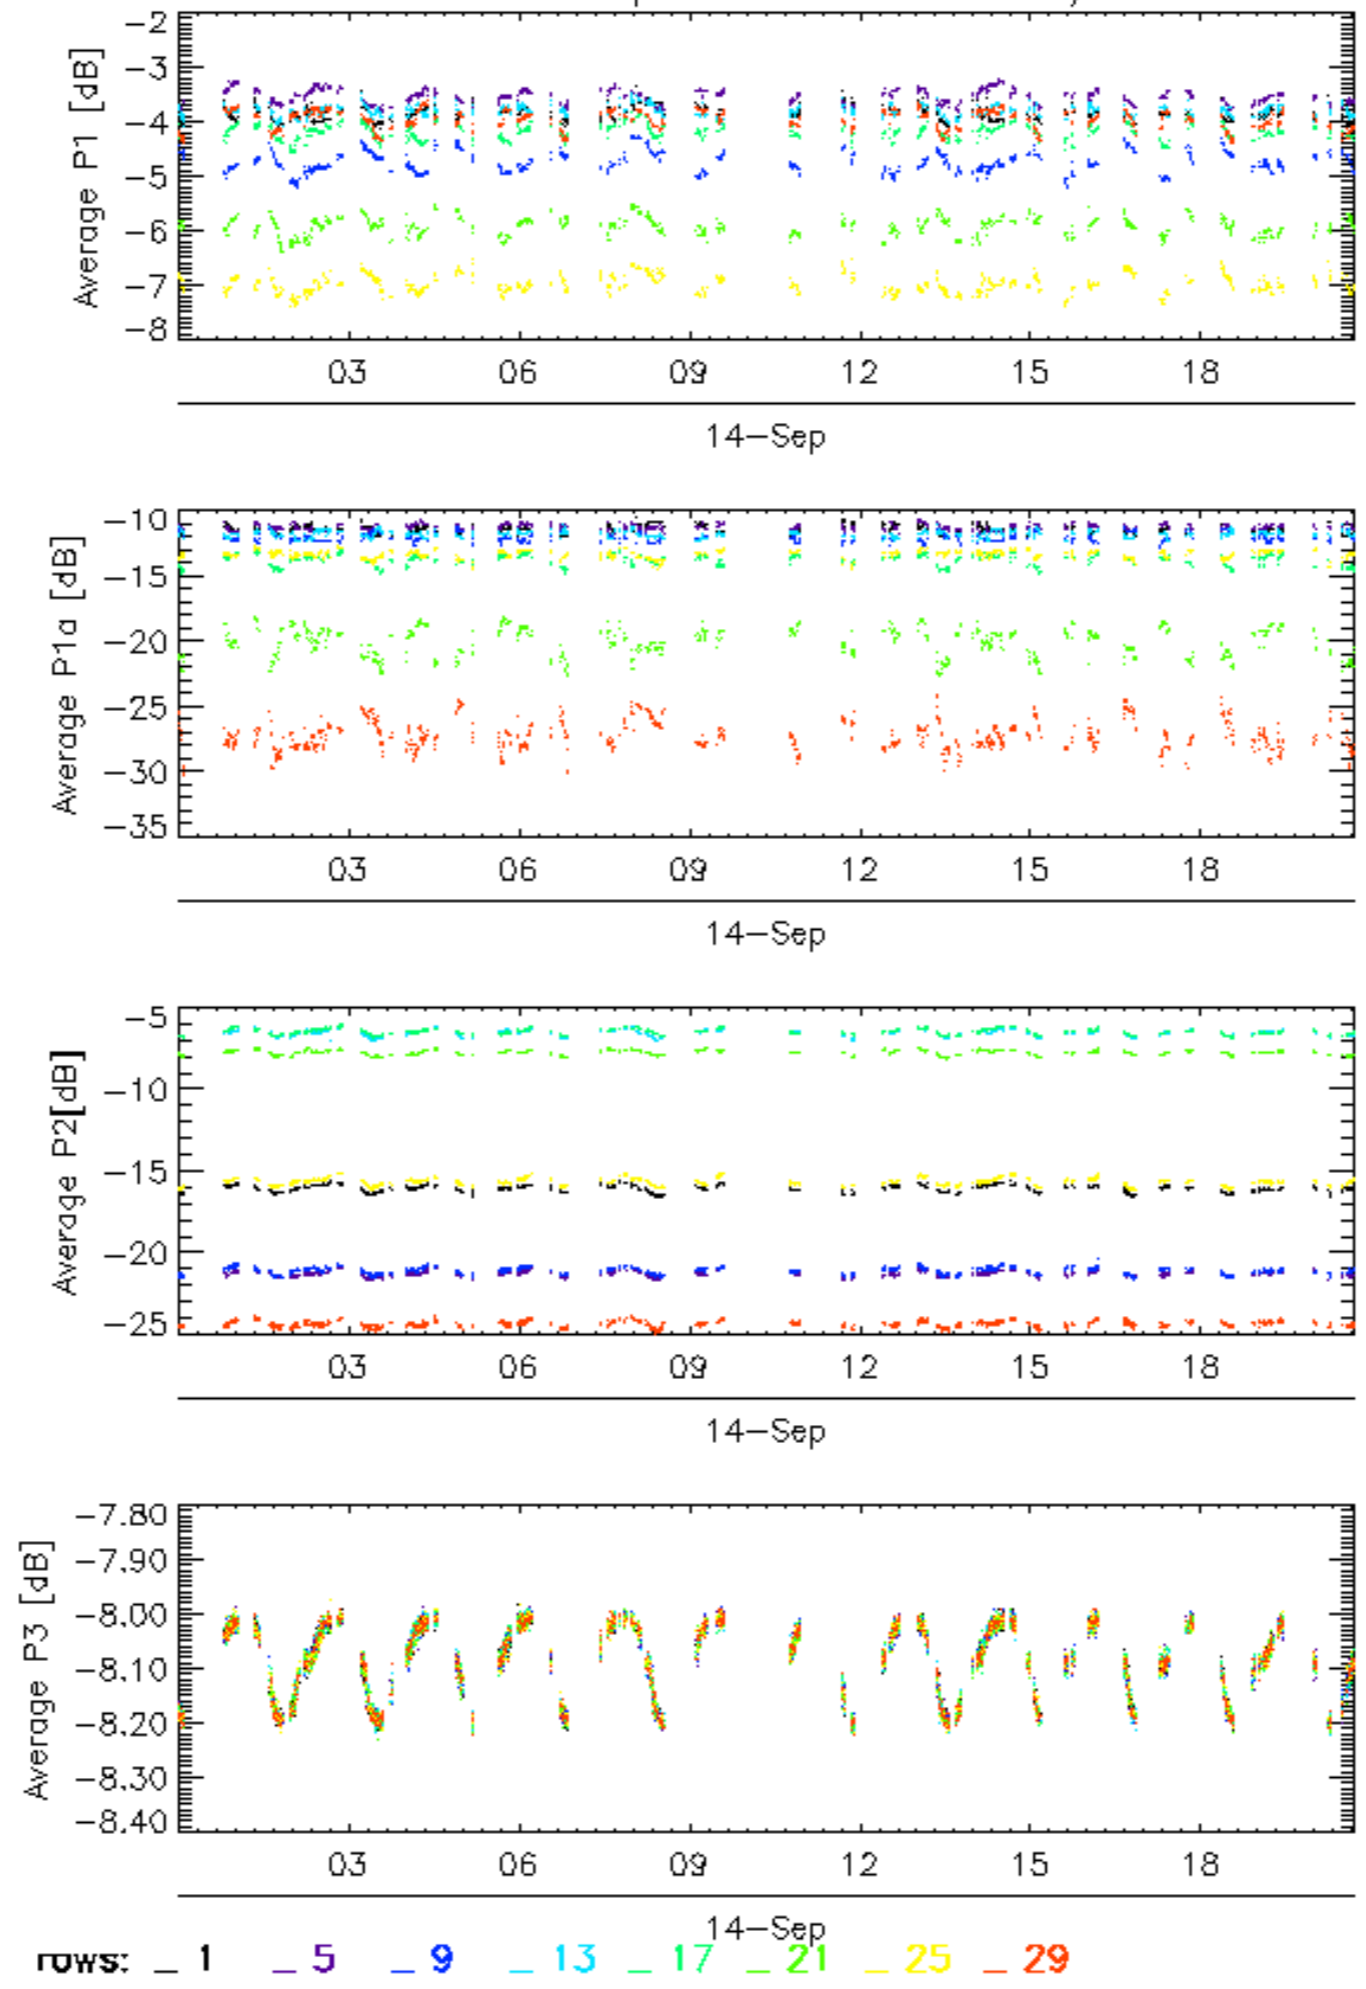 Average P1 [dB]
−2
−3
−4
−5
−6
−7
−8
03 06 09 12 15 18
14−Sep
Average P1a [dB]
−10
−15
−20
−25
−30
−35
03 06 09 12 15 18
14−Sep
Average P2[dB]
−5
−10
−15
−20
−25
03 06 09 12 15 18
14−Sep
Average P3 [dB]
−7.80
−7.90
−8.00
−8.10
−8.20
−8.30
−8.40
03 06 09 12 15 18
14−Sep
rows: _ 1 _ 5 _ 9 _ 13 _ 17 _ 21 _ 25 _ 29